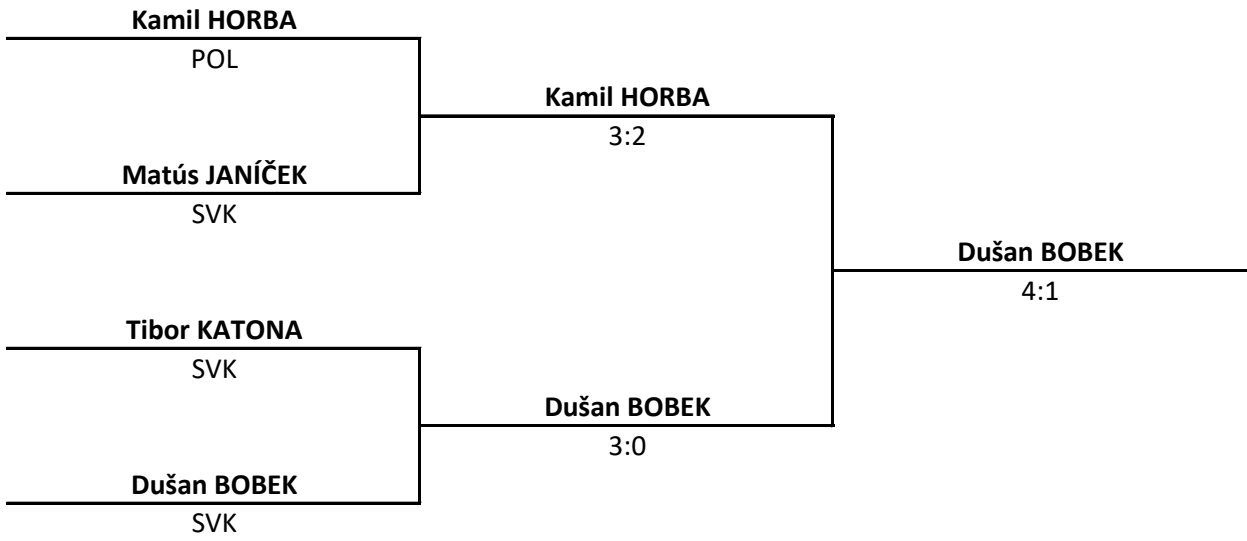 Kamil HORBA
POL
Kamil HORBA
3:2
Matús JANÍČEK
SVK
Dušan BOBEK
4:1
Tibor KATONA
SVK
Dušan BOBEK
3:0
Dušan BOBEK
SVK